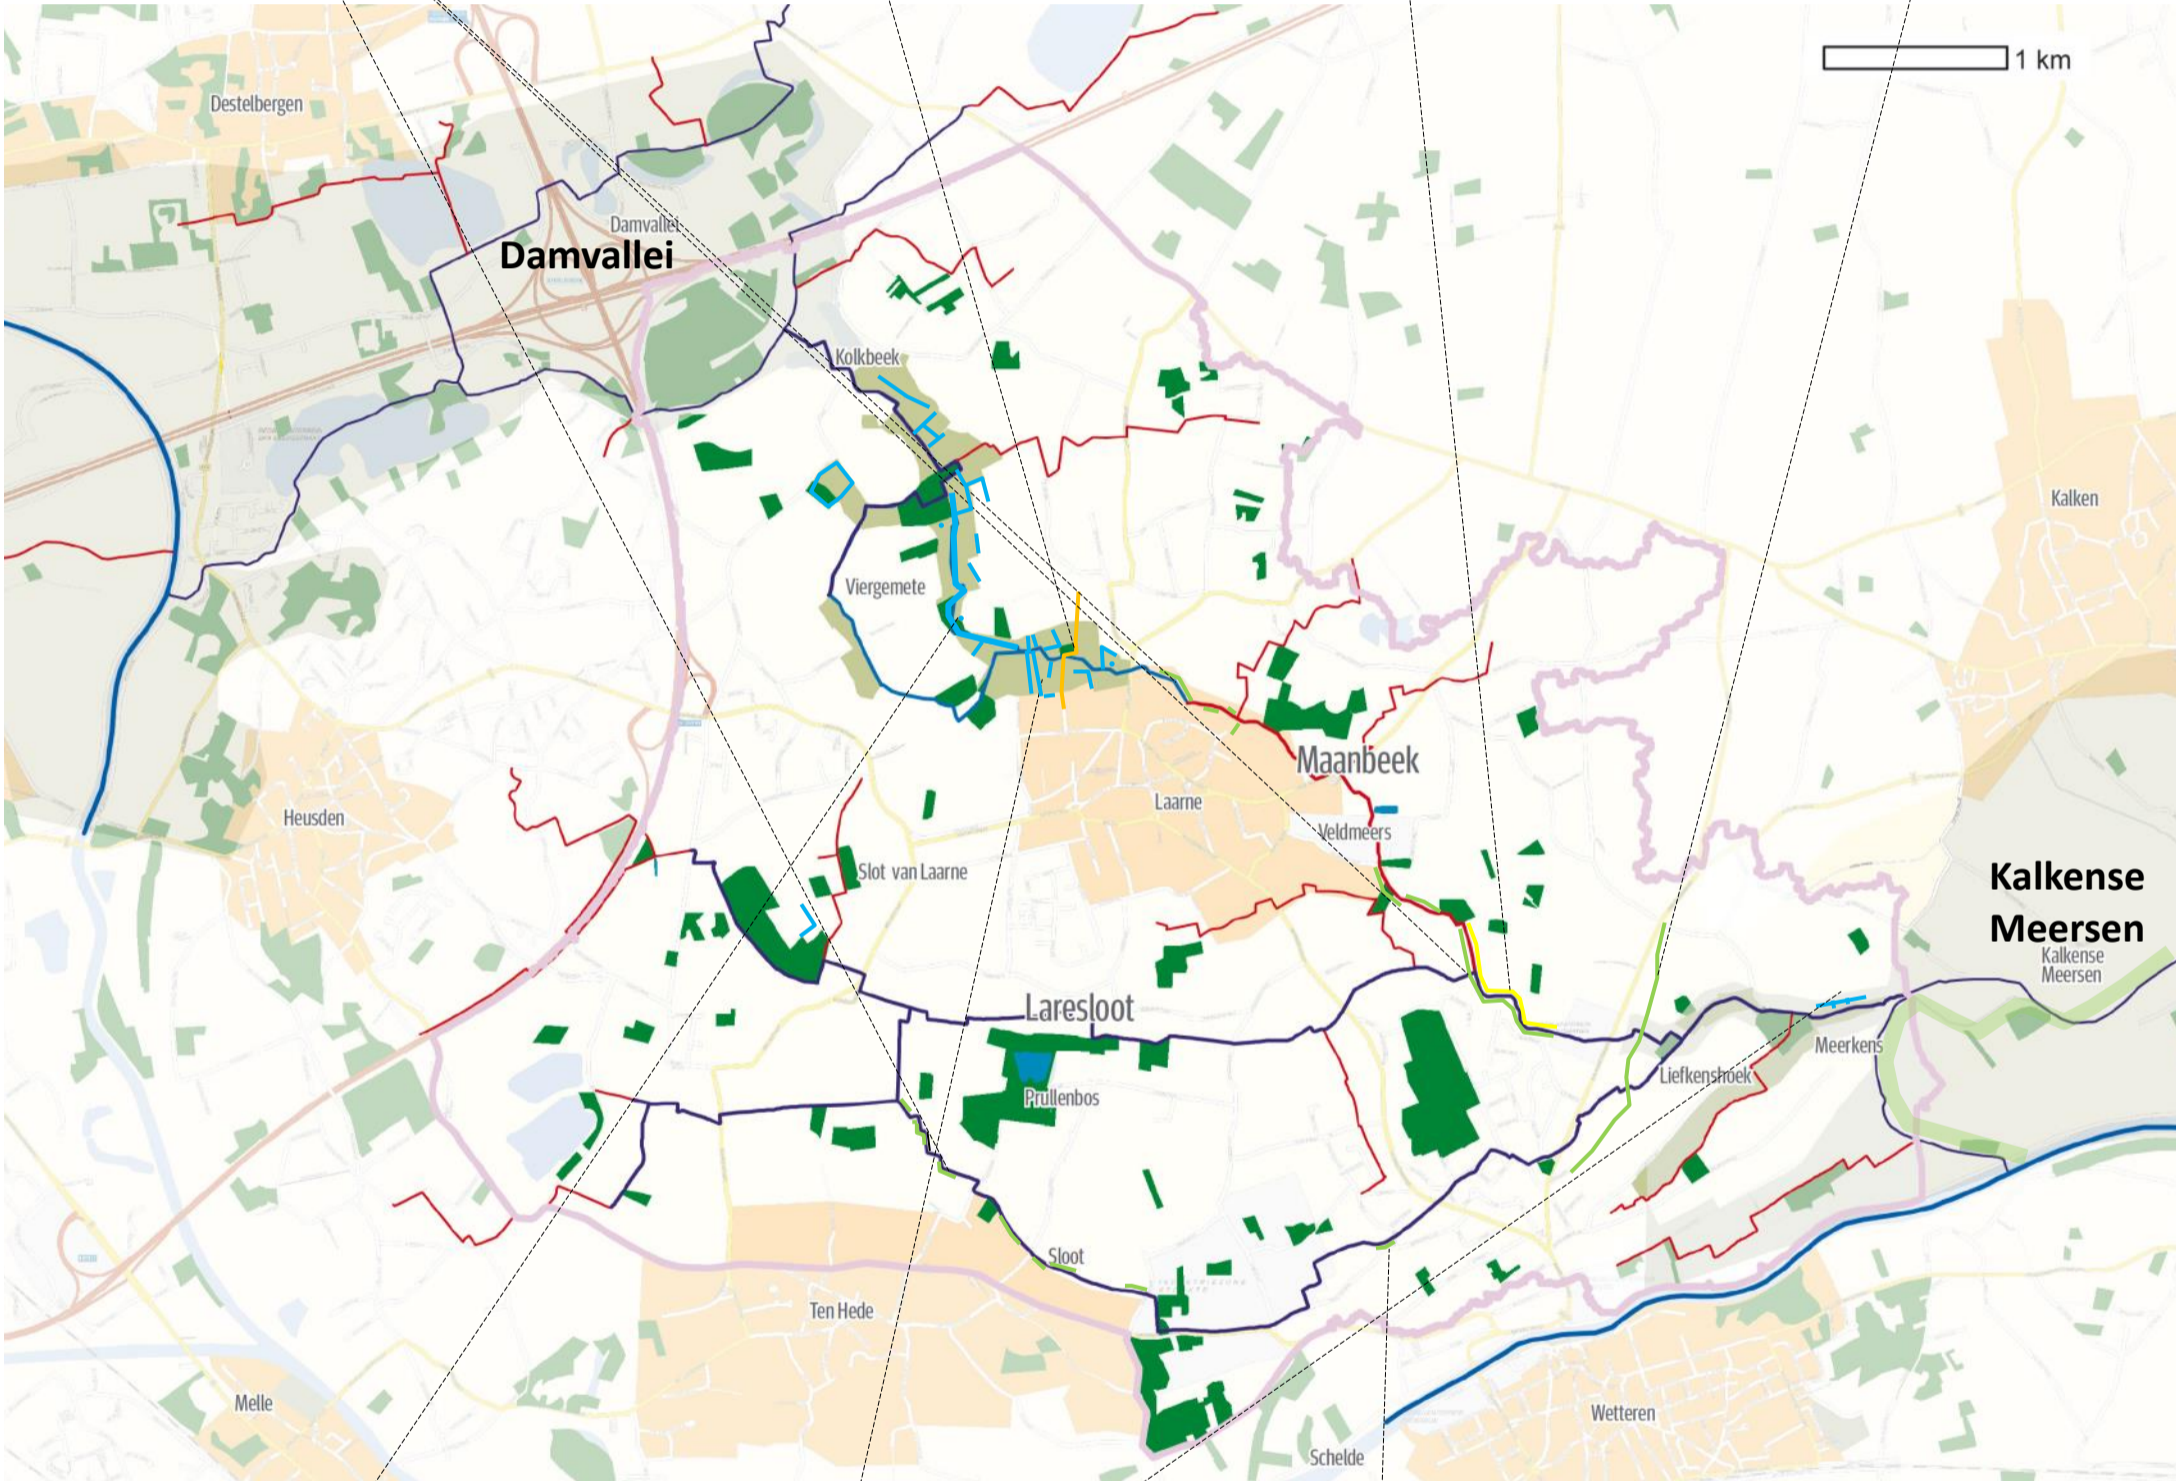 1 km
Destelbergen
Damvallei
Damvallei
Kolkbeek
Kalken
Viergemete
Maanbeek
Laarne
Heusden
Veldmeers
Slot van Laarne
Kalkense
Meersen
Kalkense
Meersen
Laresloot
Meerkens
Liefkenshoek
Prullenbos
Sloot
Ten Hede
Melle
Wetteren
Schelde